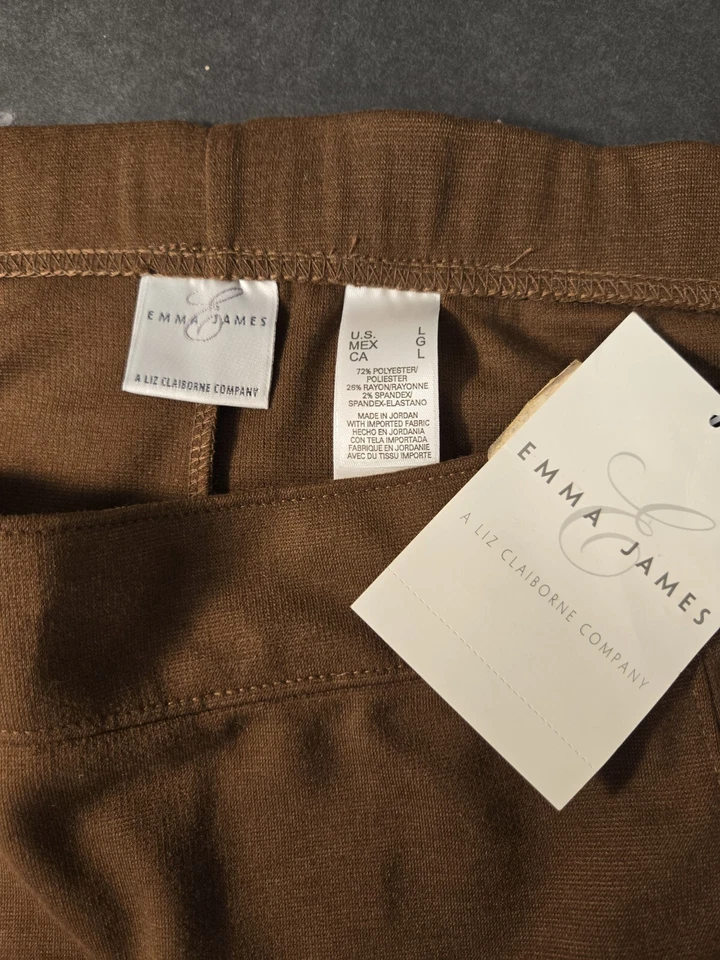 E
EMMA JAMES
A LIZ CLAIBORNE COMPANY
U.S. L
MEX G
CA L
72% POLYESTER/
POLIESTER
26% RAYON/RAYONNE
2% SPANDEX/
SPANDEX-ELASTANO
MADE IN JORDAN
WITH IMPORTED FABRIC
HECHO EN JORDANIA
CON TELA IMPORTADA
FABRIQUE EN JORDANIE
AVEC DU TISSU IMPORTE
E
EMMA JAMES
A LIZ CLAIBORNE COMPANY